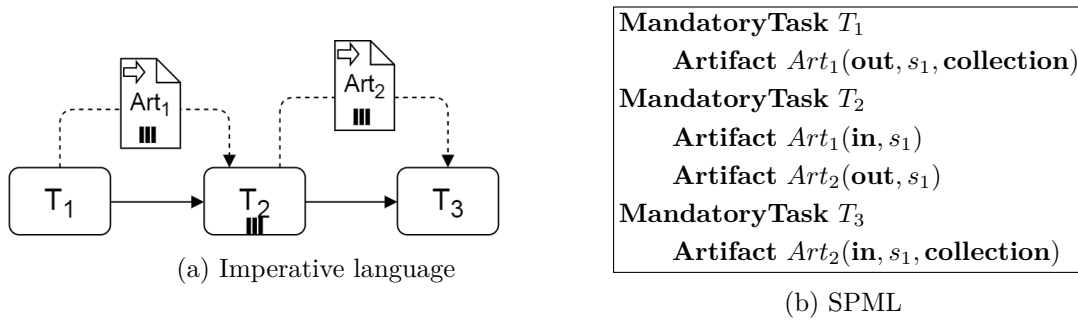 Art₁
Art₂
T₁
T₂
T₃
(a) Imperative language
MandatoryTask T₁
Artifact Art₁(out, s₁, collection)
MandatoryTask T₂
Artifact Art₁(in, s₁)
Artifact Art₂(out, s₁)
MandatoryTask T₃
Artifact Art₂(in, s₁, collection)
(b) SPML